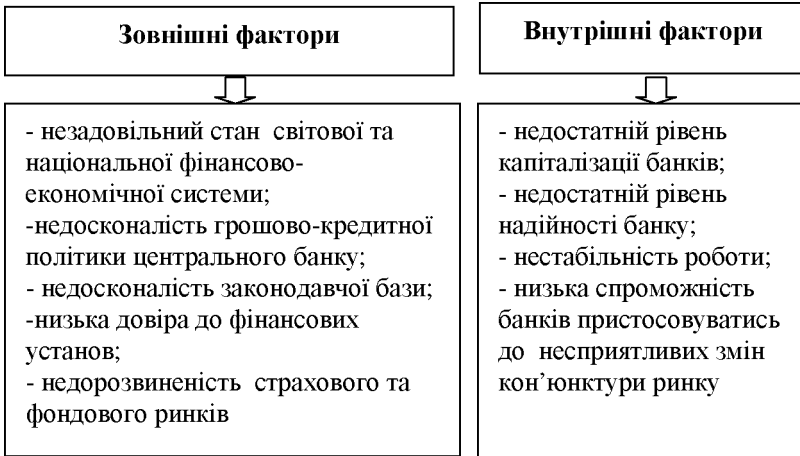 Зовнішні фактори
- незадовільний стан світової та
національної фінансово-
економічної системи;
-недосконалість грошово-кредитної
політики центрального банку;
- недосконалість законодавчої бази;
-низька довіра до фінансових
установ;
- недорозвиненість страхового та
фондового ринків
Внутрішні фактори
- недостатній рівень
капіталізації банків;
- недостатній рівень
надійності банку;
- нестабільність роботи;
- низька спроможність
банків пристосовуватись
до несприятливих змін
кон’юнктури ринку